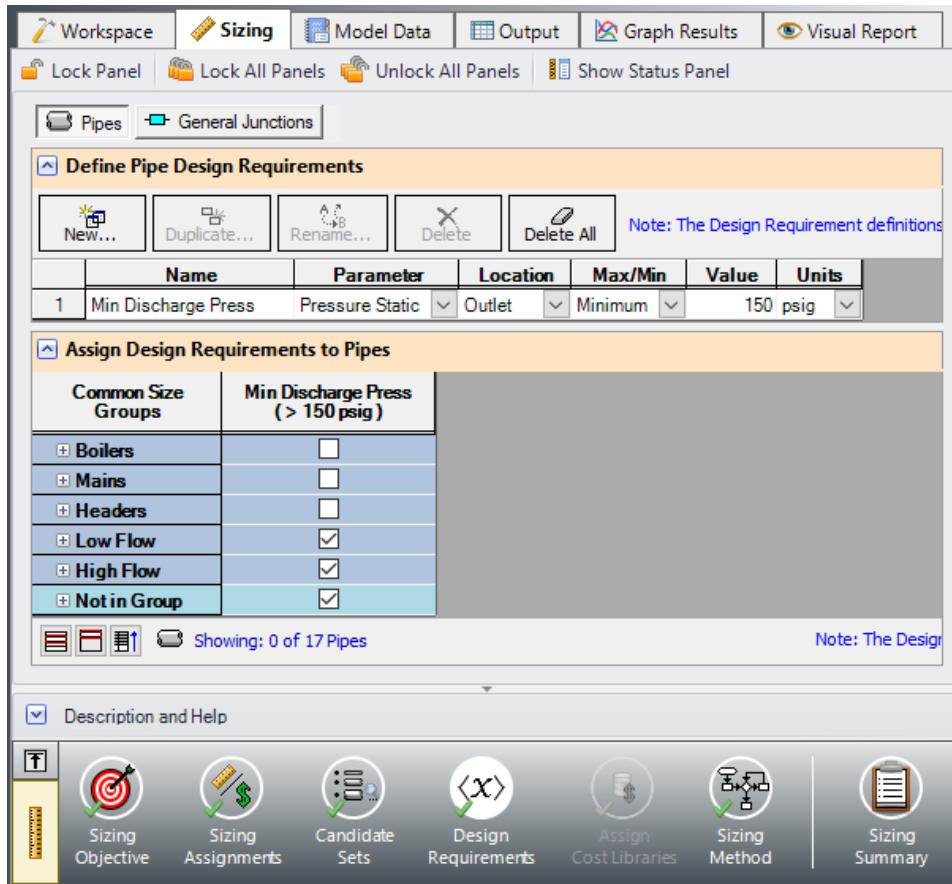 Workspace Sizing Model Data Output Graph Results Visual Report
Lock Panel Lock All Panels Unlock All Panels Show Status Panel
Pipes General Junctions
Define Pipe Design Requirements
New... Duplicate... Rename... Delete Delete All Note: The Design Requirement definitions
Name Parameter Location Max/Min Value Units
1 Min Discharge Press Pressure Static Outlet Minimum 150 psig
Assign Design Requirements to Pipes
Common Size Min Discharge Press
Groups ( > 150 psig )
Boilers
Mains
Headers
Low Flow
High Flow
Not in Group
Showing: 0 of 17 Pipes Note: The Design
Description and Help
Sizing Sizing Candidate Design Assign Sizing Sizing
Objective Assignments Sets Requirements Cost Libraries Method Summary